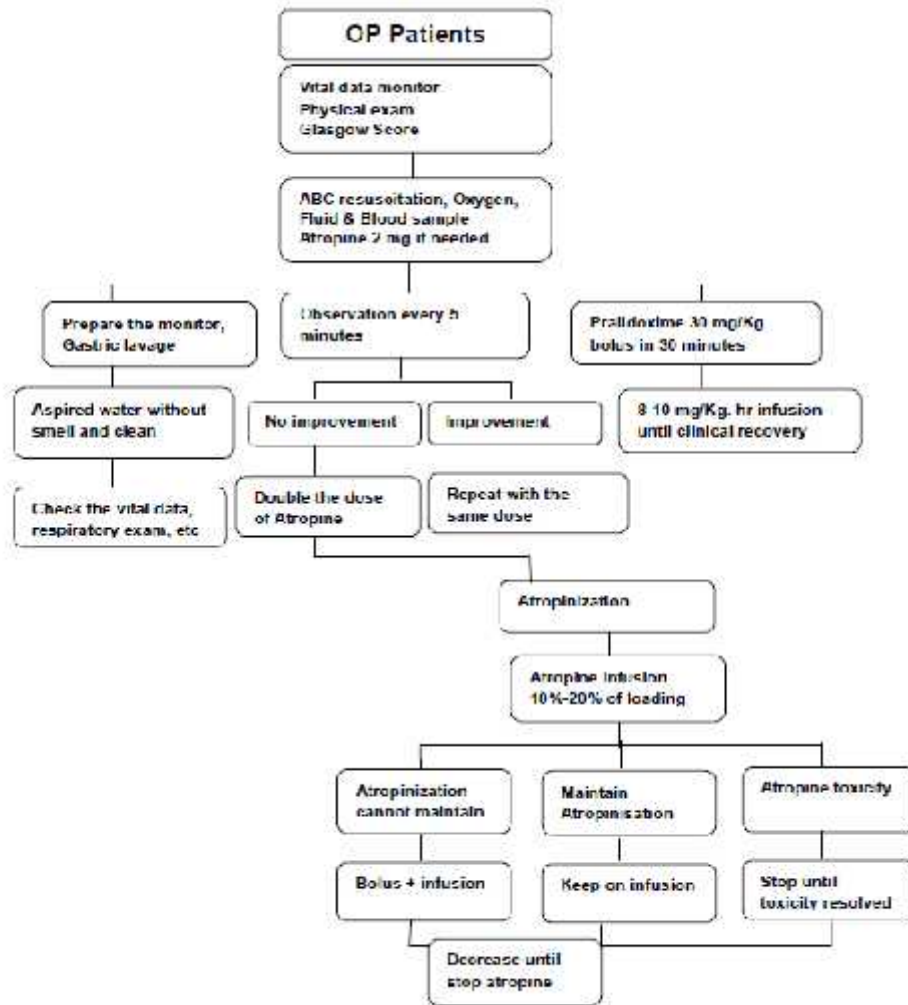 OP Patients
Vital data monitor
Physical exam
Glasgow Score
ABC resusoitation, Oxygen,
Fluid & Blood sample
Atropine 2 mg if needed
Prepare the monitor,
Gastric lavage
Observation every 5
minutes
Pralidoxime 30 mg/Kg
bolus in 30 minutes
Aspired water without
smell and clean
No improvement
Improvement
8 10 mg/Kg. hr infusion
until clinical recovery
Check the vital data,
respiratory exam, etc
Double the dose
of Atropine
Repeat with the
same dose
Atropinization
Atropine infusion
10%-20% of loading
Atropinization
cannot maintain
Maintain
Atropinisation
Atropine toxicity
Bolus + infusion
Keep on infusion
Stop until
toxicity resolved
Decrease until
stop atropine